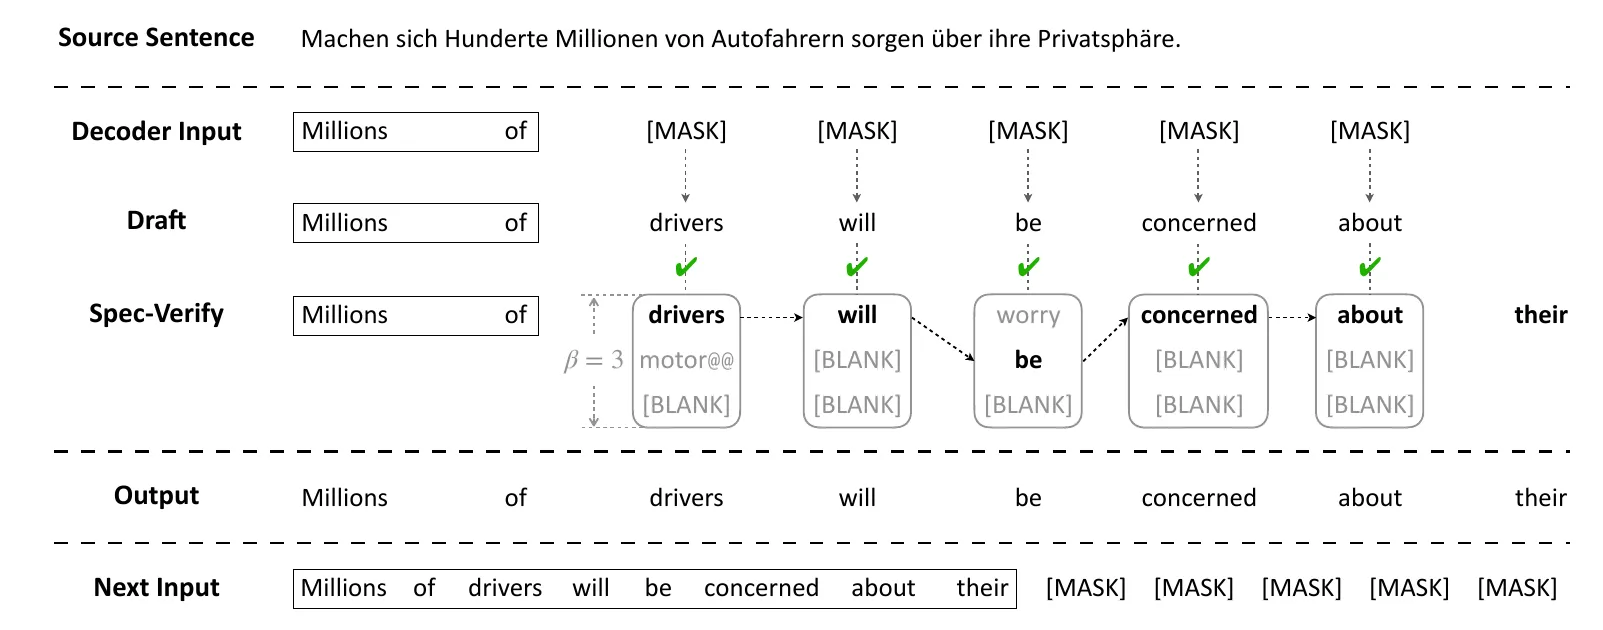 Source Sentence Machen sich Hunderte Millionen von Autofahrern sorgen über ihre Privatsphäre.
Decoder Input Millions of [MASK] [MASK] [MASK] [MASK] [MASK]
Draft Millions of drivers will be concerned about
✔ ✔ ✔ ✔ ✔
Spec-Verify Millions of drivers will worry concerned about their
β = 3 motor@@ [BLANK] be [BLANK] [BLANK]
[BLANK] [BLANK] [BLANK] [BLANK] [BLANK]
Output Millions of drivers will be concerned about their
Next Input Millions of drivers will be concerned about their [MASK] [MASK] [MASK] [MASK] [MASK]